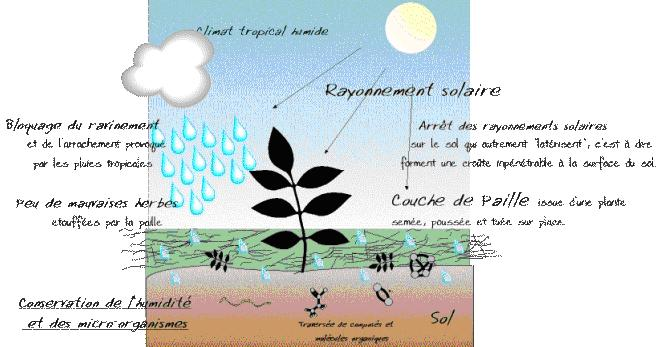 Climat tropical humide
Rayonnement solaire
Bloquage du ravinement
et de l'arrachement provoqué
par les pluies tropicales
Arrêt des rayonnements solaires
sur le sol qui autrement "latérisent", c'est à dire
forment une croûte impénétrable à la surface du sol.
Peu de mauvaises herbes
étouffées par la paille
Couche de Paille issue d'une plante
semée, poussée et tuée sur place.
Conservation de l'humidité
et des micro-organismes
Traversée de composés et
molécules organiques
Sol